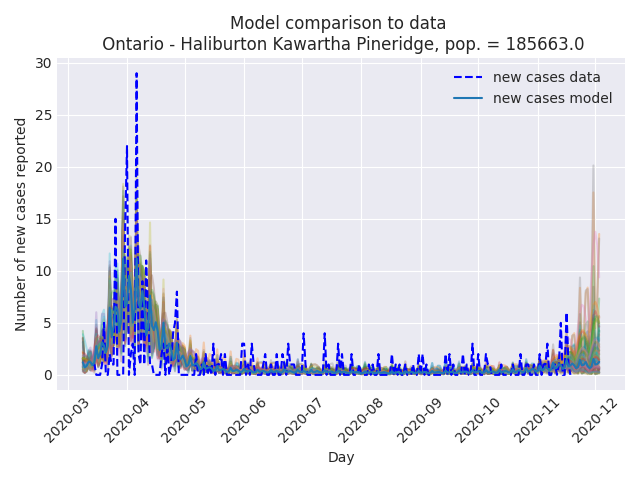 Model comparison to data
Ontario - Haliburton Kawartha Pineridge, pop. = 185663.0
new cases data
new cases model
Number of new cases reported
30
25
20
15
10
5
0
2020-03
2020-04
2020-05
2020-06
2020-07
2020-08
2020-09
2020-10
2020-11
2020-12
Day